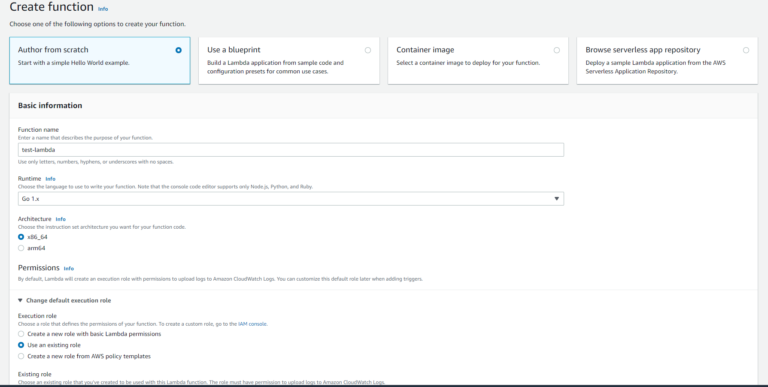 Create function Info
Choose one of the following options to create your function.
Author from scratch
Start with a simple Hello World example.
Use a blueprint
Build a Lambda application from sample code and
configuration presets for common use cases.
Container image
Select a container image to deploy for your function.
Browse serverless app repository
Deploy a sample Lambda application from the AWS
Serverless Application Repository.
Basic information
Function name
Enter a name that describes the purpose of your function.
test-lambda
Use only letters, numbers, hyphens, or underscores with no spaces.
Runtime Info
Choose the language to use to write your function. Note that the console code editor supports only Node.js, Python, and Ruby.
Go 1.x
Architecture Info
Choose the instruction set architecture you want for your function code.
x86_64
arm64
Permissions Info
By default, Lambda will create an execution role with permissions to upload logs to Amazon CloudWatch Logs. You can customize this default role later when adding triggers.
Change default execution role
Execution role
Choose a role that defines the permissions of your function. To create a custom role, go to the IAM console.
Create a new role with basic Lambda permissions
Use an existing role
Create a new role from AWS policy templates
Existing role
Choose an existing role that you've created to be used with this Lambda function. The role must have permission to upload logs to Amazon CloudWatch Logs.